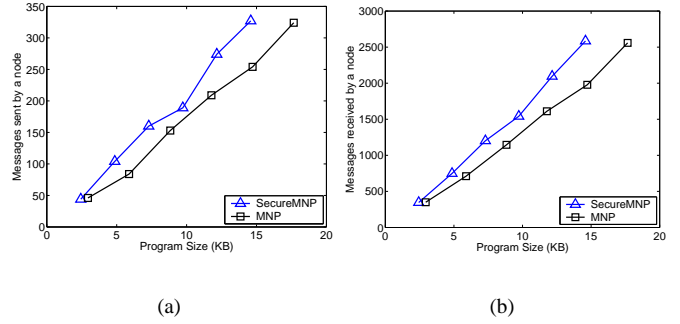 350
300
250
200
150
100
50
0
0 5 10 15 20
Messages sent by a node
Program Size (KB)
SecureMNP
MNP
(a)
3000
2500
2000
1500
1000
500
0
0 5 10 15 20
Messages received by a node
Program Size (KB)
SecureMNP
MNP
(b)